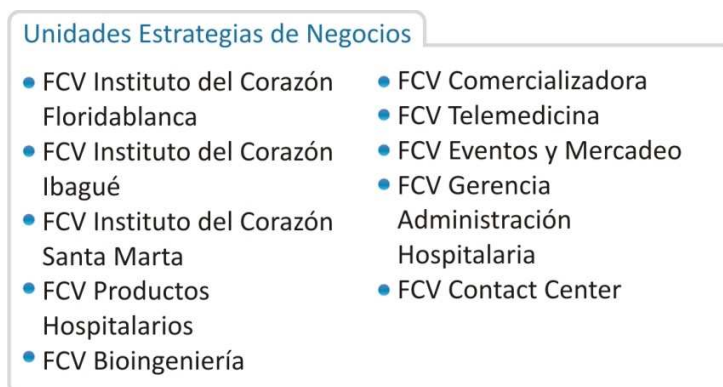 Unidades Estrategias de Negocios
FCV Instituto del Corazón
Floridablanca
FCV Instituto del Corazón
Ibagué
FCV Instituto del Corazón
Santa Marta
FCV Productos
Hospitalarios
FCV Bioingeniería
FCV Comercializadora
FCV Telemedicina
FCV Eventos y Mercadeo
FCV Gerencia
Administración
Hospitalaria
FCV Contact Center